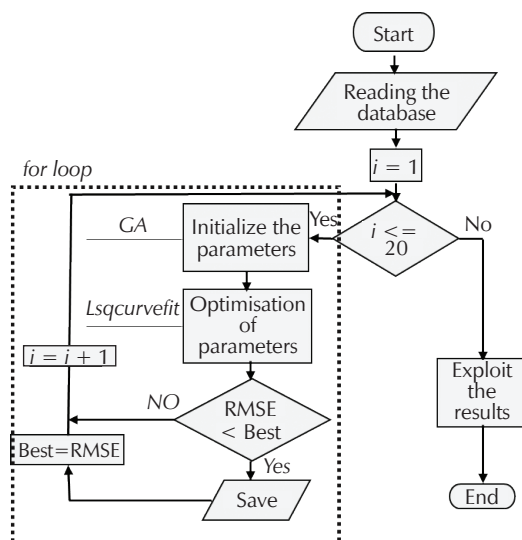 Start
Reading the
database
i = 1
for loop
GA
Initialize the
parameters
Yes
i <=
20
No
Lsqcurvefit
Optimisation
of
parameters
i = i + 1
Exploit
the
results
NO
RMSE
< Best
Best=RMSE
Yes
Save
End